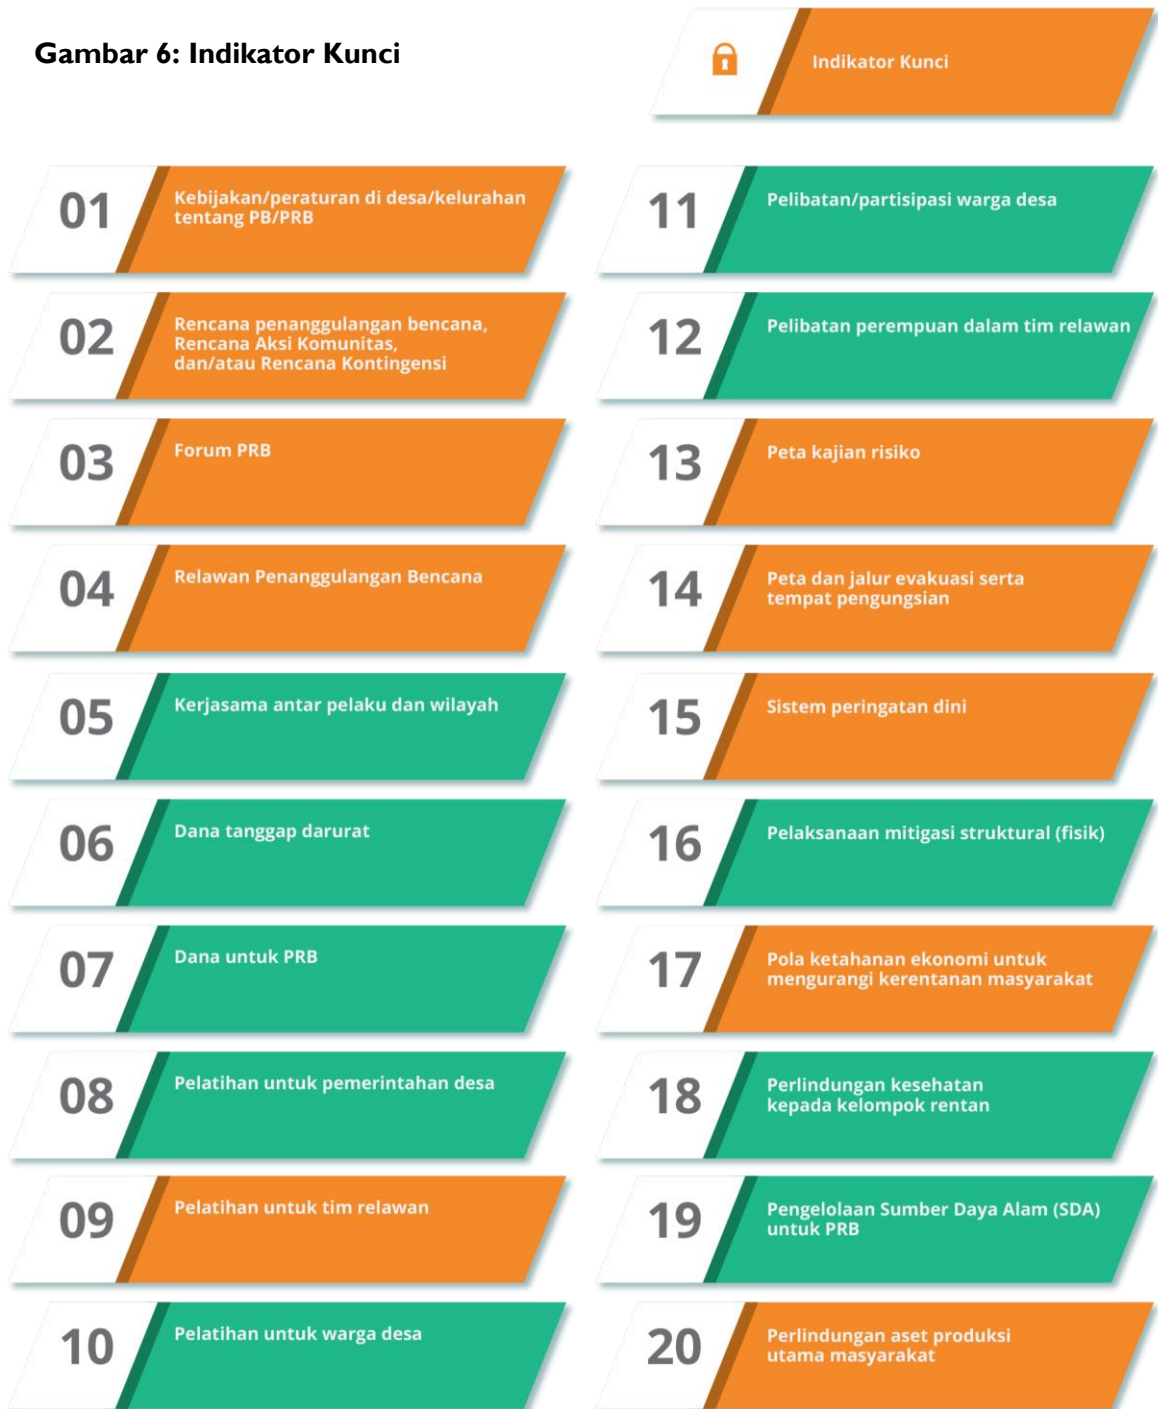 Gambar 6: Indikator Kunci
Indikator Kunci
01
Kebijakan/peraturan di desa/kelurahan
tentang PB/PRB
02
Rencana penanggulangan bencana,
Rencana Aksi Komunitas,
dan/atau Rencana Kontingensi
03
Forum PRB
04
Relawan Penanggulangan Bencana
05
Kerjasama antar pelaku dan wilayah
06
Dana tanggap darurat
07
Dana untuk PRB
08
Pelatihan untuk pemerintahan desa
09
Pelatihan untuk tim relawan
10
Pelatihan untuk warga desa
11
Pelibatan/partisipasi warga desa
12
Pelibatan perempuan dalam tim relawan
13
Peta kajian risiko
14
Peta dan jalur evakuasi serta
tempat pengungsian
15
Sistem peringatan dini
16
Pelaksanaan mitigasi struktural (fisik)
17
Pola ketahanan ekonomi untuk
mengurangi kerentanan masyarakat
18
Perlindungan kesehatan
kepada kelompok rentan
19
Pengelolaan Sumber Daya Alam (SDA)
untuk PRB
20
Perlindungan aset produksi
utama masyarakat